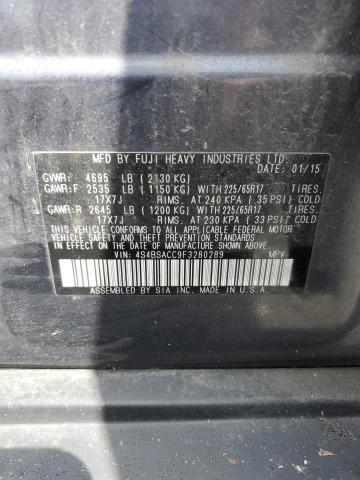 MFD BY FUJI HEAVY INDUSTRIES LTD.
DATE: 01/15
GVWR: 4695 LB (2130 KG)
GAWR:F 2535 LB (1150 KG) WITH 225/65R17 TIRES.
17X7J RIMS. AT 240 KPA (35 PSI) COLD
GAWR:R 2645 LB (1200 KG) WITH 225/65R17 TIRES.
17X7J RIMS. AT 230 KPA (33 PSI) COLD
THIS VEHICLE CONFORMS TO ALL APPLICABLE FEDERAL MOTOR
VEHICLE SAFETY, BUMPER, AND THEFT PREVENTION STANDARDS
IN EFFECT ON THE DATE OF MANUFACTURE SHOWN ABOVE.
VIN: 4S4BSACC9F3280289 MPV
ASSEMBLED BY SIA INC. MADE IN U.S.A.